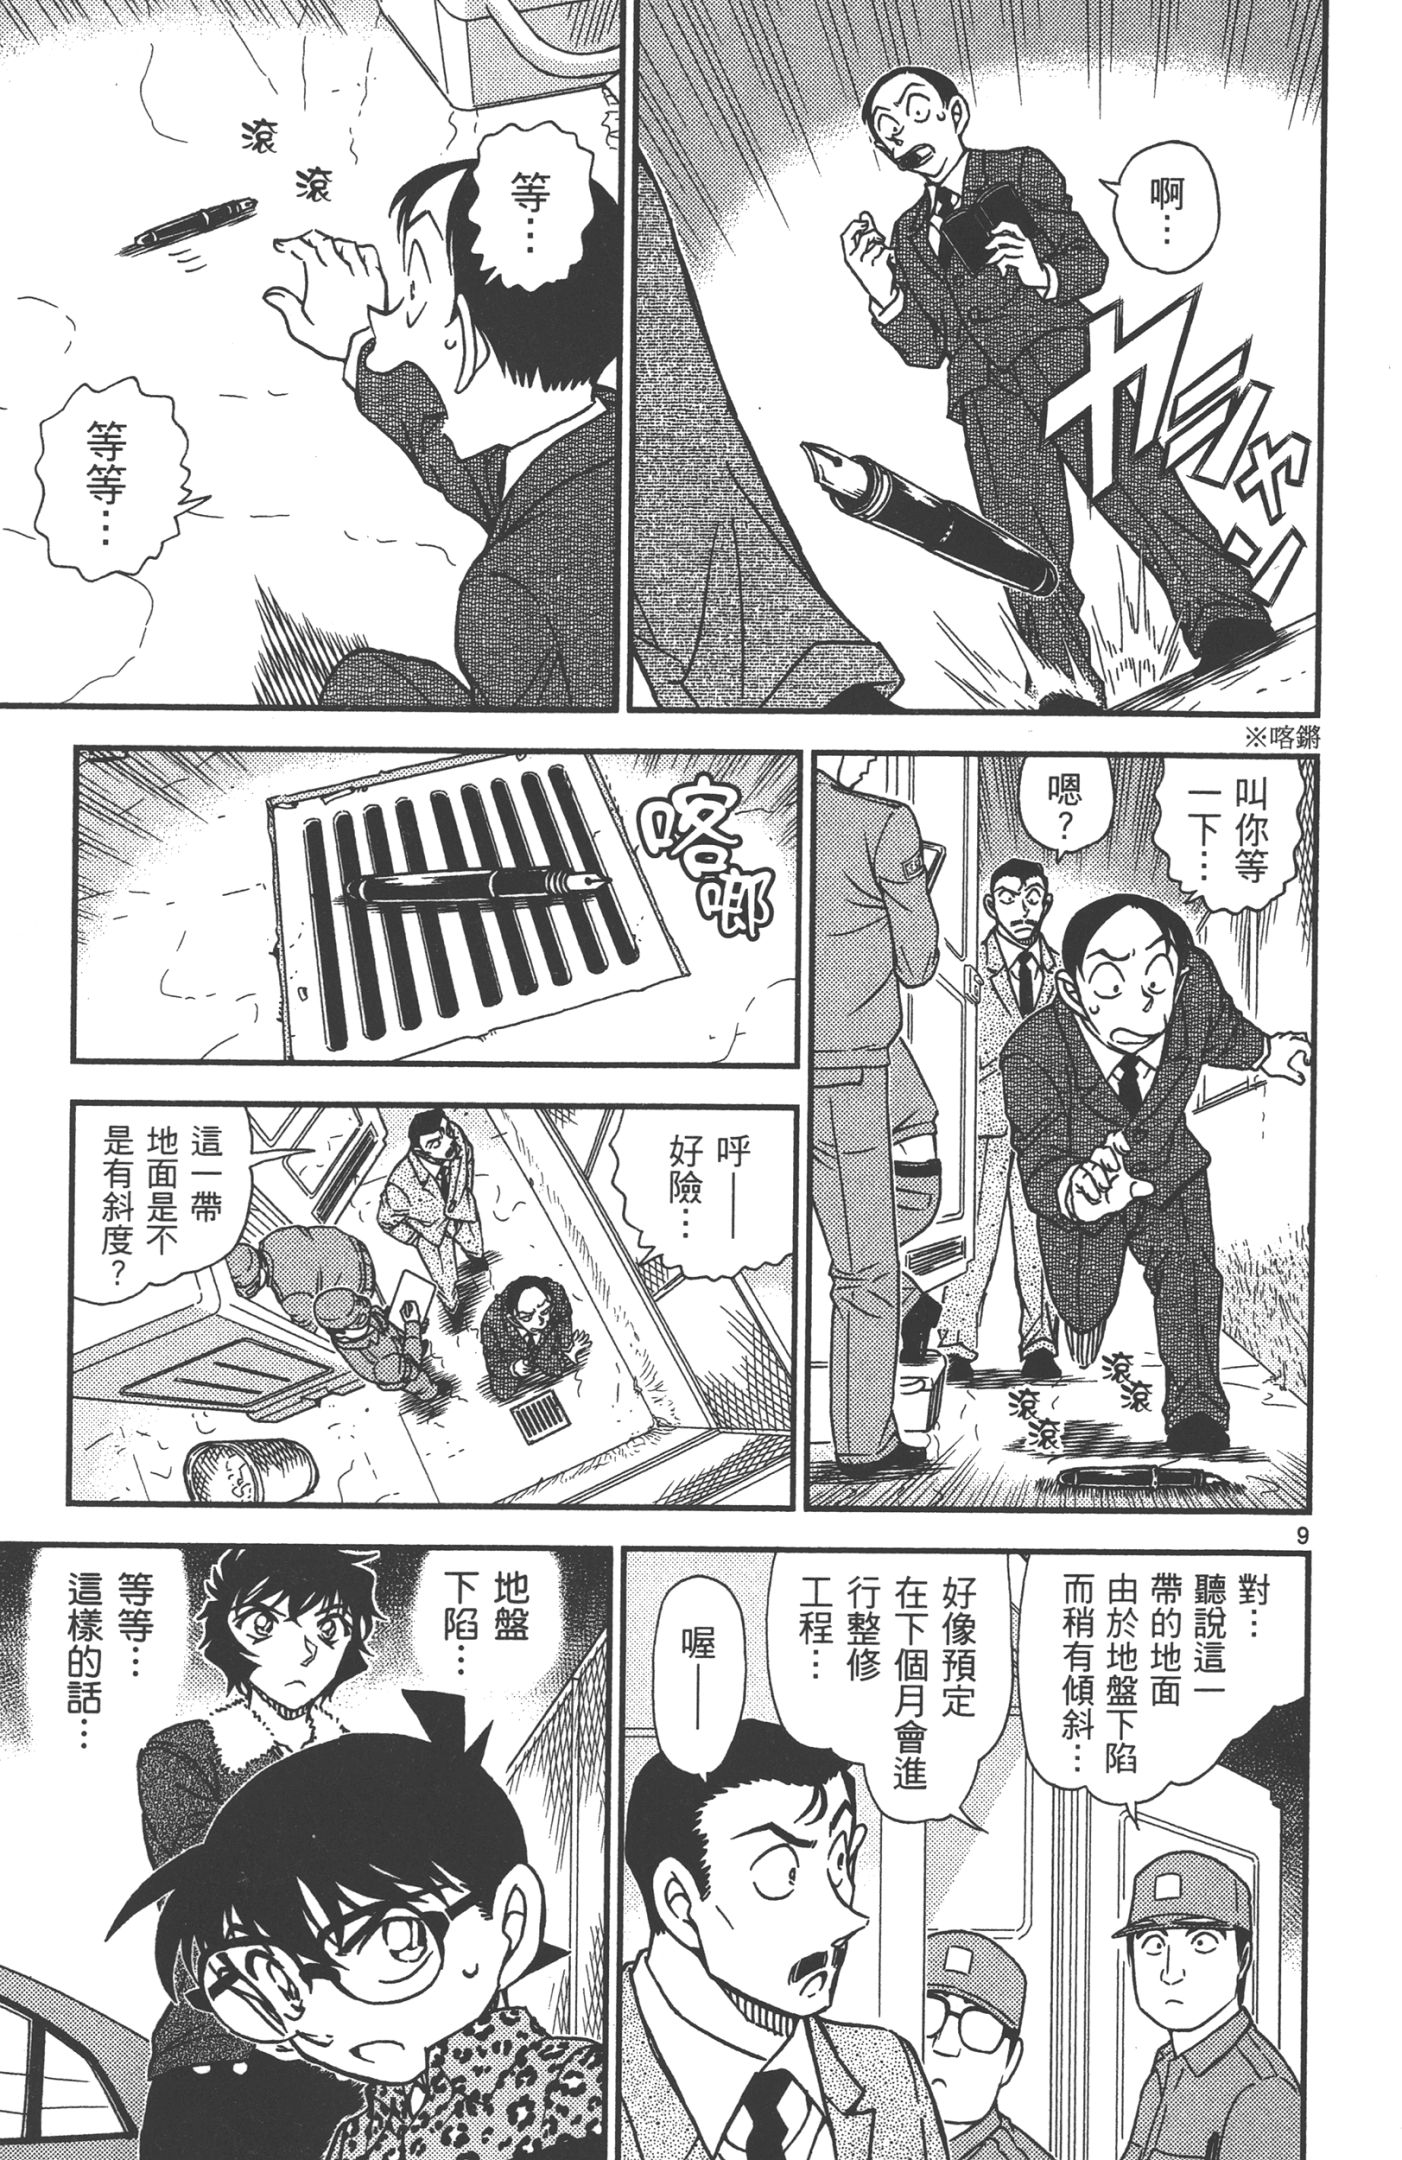 啊…
カシャン
※喀鏘
等…
滾
滾
等等…
叫你等
一下…
嗯?
滾
滾
滾
滾
喀
啷
呼——
好險…
這一帶
地面是不
是有斜度?
9
對…
聽說這一
帶的地面
由於地盤下陷
而稍有傾斜…
好像預定
在下個月會進
行整修
工程…
喔——
地盤
下陷…
等等…
這樣的話…